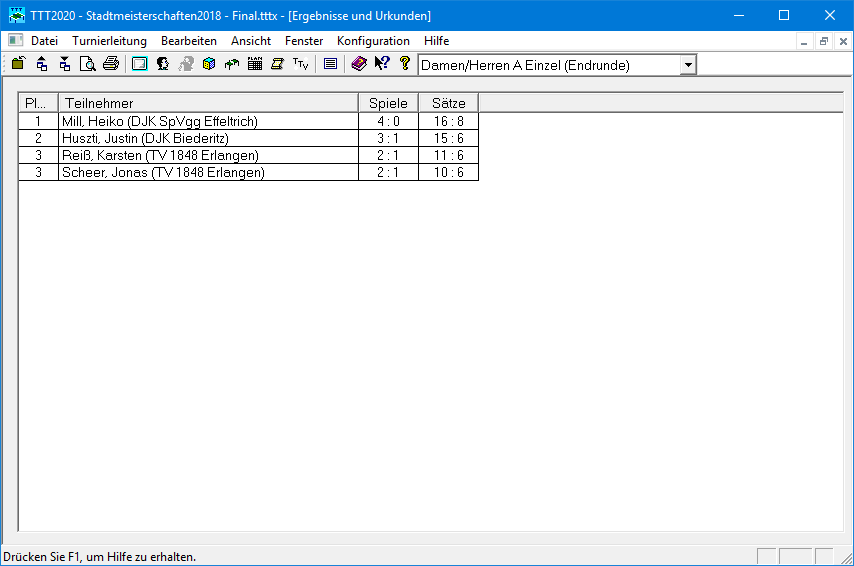 TTT2020 - Stadtmeisterschaften2018 - Final.tttx - [Ergebnisse und Urkunden]
Datei Turnierleitung Bearbeiten Ansicht Fenster Konfiguration Hilfe
Damen/Herren A Einzel (Endrunde)
Pl... Teilnehmer Spiele Sätze
1 Mill, Heiko (DJK SpVgg Effeltrich) 4 : 0 16 : 8
2 Huszti, Justin (DJK Biederitz) 3 : 1 15 : 6
3 Reiß, Karsten (TV 1848 Erlangen) 2 : 1 11 : 6
3 Scheer, Jonas (TV 1848 Erlangen) 2 : 1 10 : 6
Drücken Sie F1, um Hilfe zu erhalten.